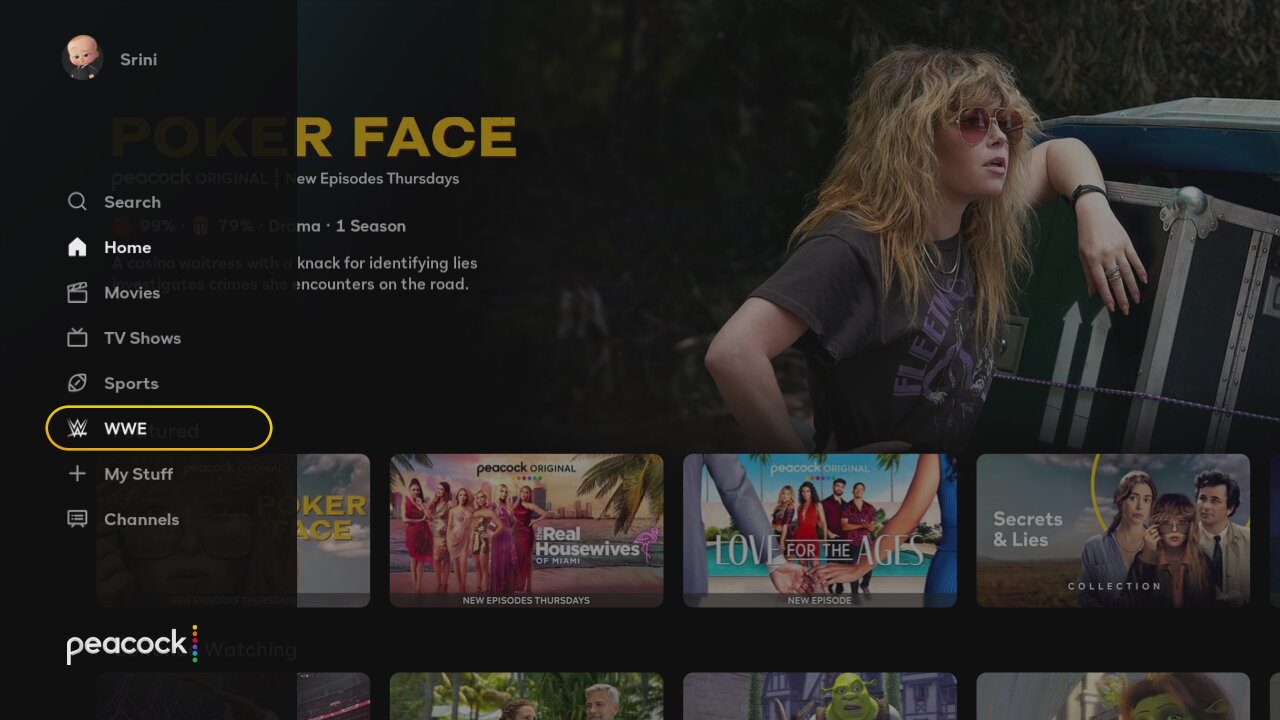 Srini
POKER FACE
peacock ORIGINAL New Episodes Thursdays
99% · 79% · Drama · 1 Season
A casino waitress with a knack for identifying lies
investigates crimes she encounters on the road.
Search
Home
Movies
TV Shows
Sports
WWE
My Stuff
Channels
peacock ORIGINAL
POKER
FACE
NEW EPISODES THURSDAYS
peacock ORIGINAL
the Real
Housewives
OF MIAMI
NEW EPISODES THURSDAYS
peacock ORIGINAL
LOVE FOR THE AGES
NEW EPISODE
Secrets
& Lies
COLLECTION
peacock
Watching